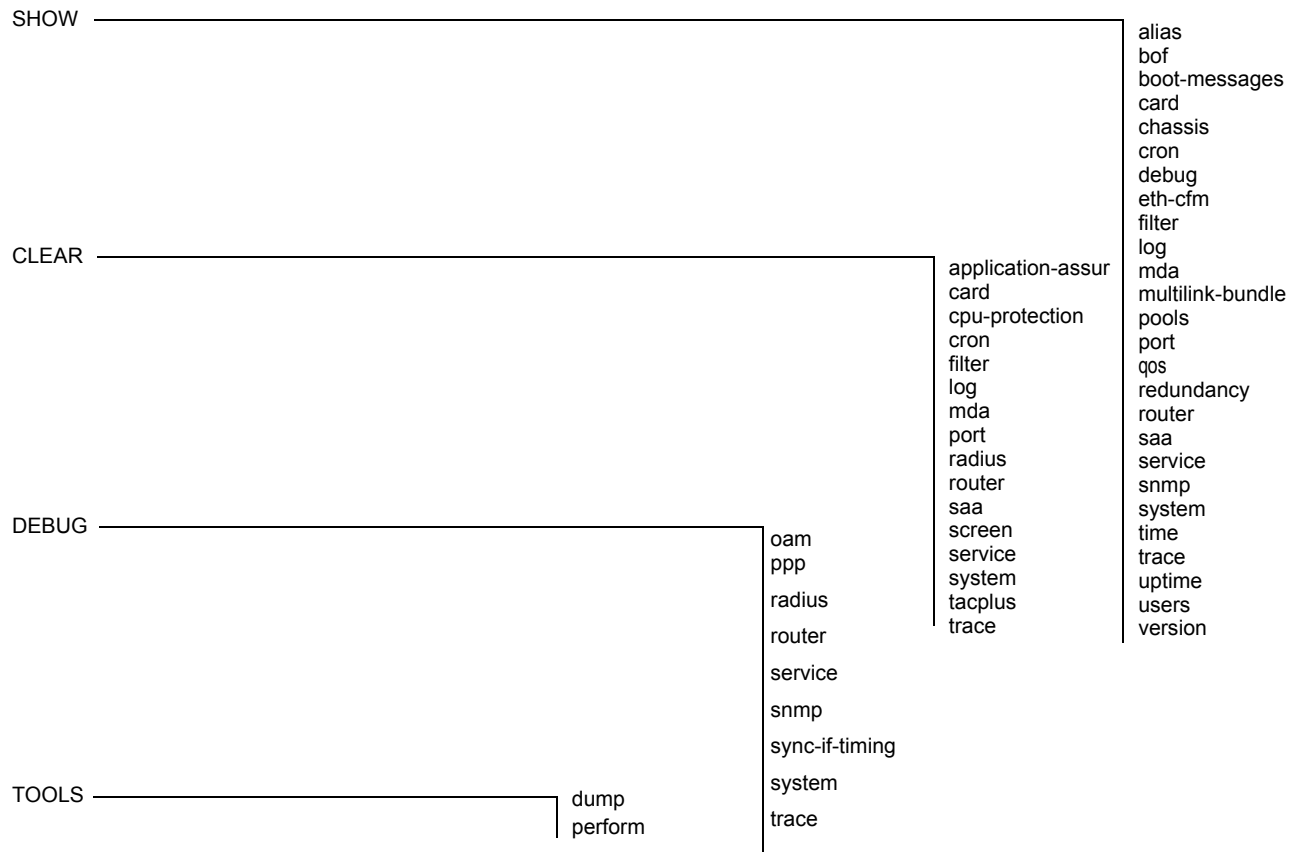 SHOW
alias
bof
boot-messages
card
chassis
cron
debug
eth-cfm
filter
log
mda
multilink-bundle
pools
port
qos
redundancy
router
saa
service
snmp
system
time
trace
uptime
users
version
CLEAR
application-assur
card
cpu-protection
cron
filter
log
mda
port
radius
router
saa
screen
service
system
tacplus
trace
DEBUG
oam
ppp
radius
router
service
snmp
sync-if-timing
system
trace
TOOLS
dump
perform